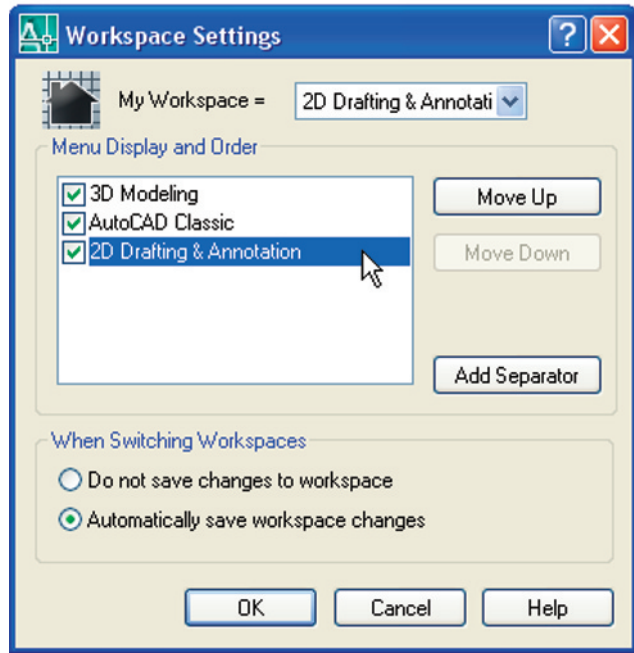 Workspace Settings
My Workspace = 2D Drafting & Annotati
Menu Display and Order
3D Modeling
AutoCAD Classic
2D Drafting & Annotation
Move Up
Move Down
Add Separator
When Switching Workspaces
Do not save changes to workspace
Automatically save workspace changes
OK Cancel Help